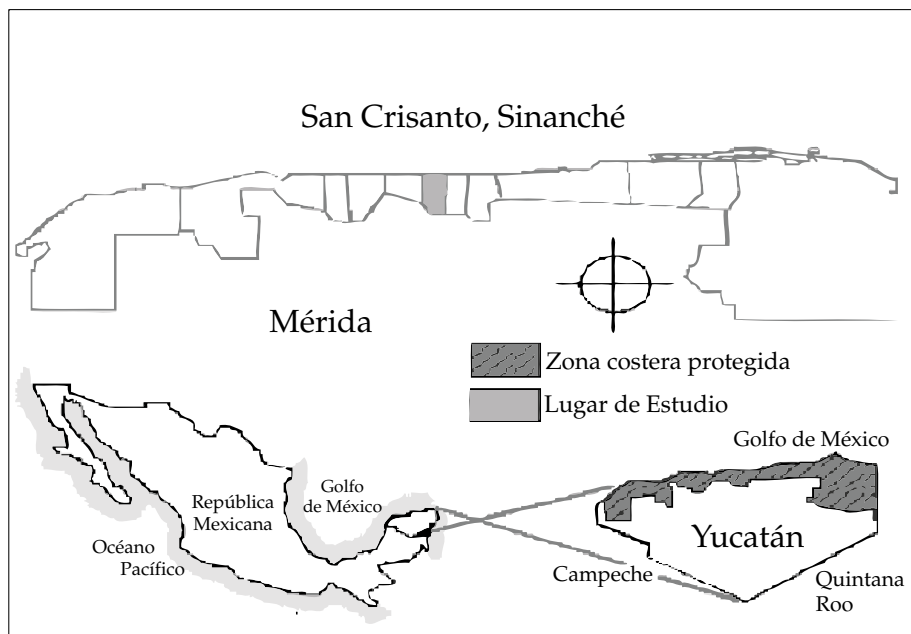 San Crisanto, Sinanché
Mérida
Zona costera protegida
Lugar de Estudio
Golfo de México
República
Mexicana
Golfo
de México
Océano
Pacífico
Yucatán
Campeche
Quintana
Roo